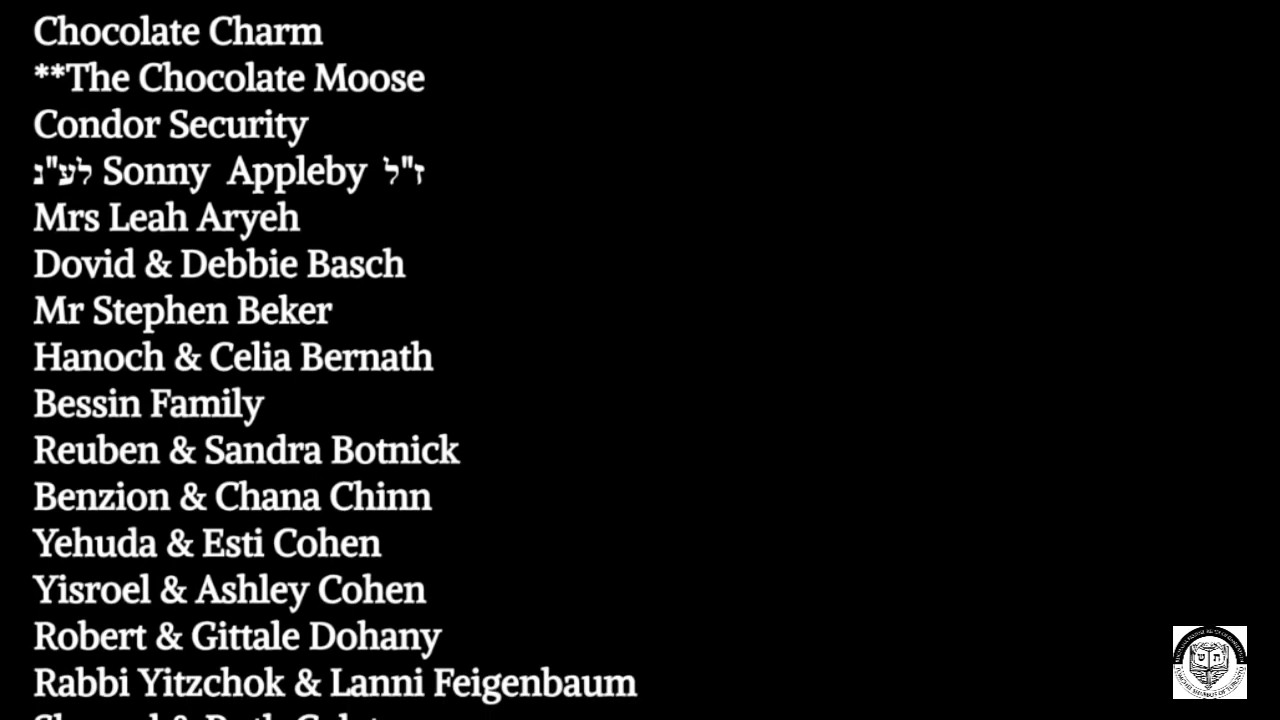 Chocolate Charm
**The Chocolate Moose
Condor Security
לע"נ Sonny Appleby ז"ל
Mrs Leah Aryeh
Dovid & Debbie Basch
Mr Stephen Beker
Hanoch & Celia Bernath
Bessin Family
Reuben & Sandra Botnick
Benzion & Chana Chinn
Yehuda & Esti Cohen
Yisroel & Ashley Cohen
Robert & Gittale Dohany
Rabbi Yitzchok & Lanni Feigenbaum